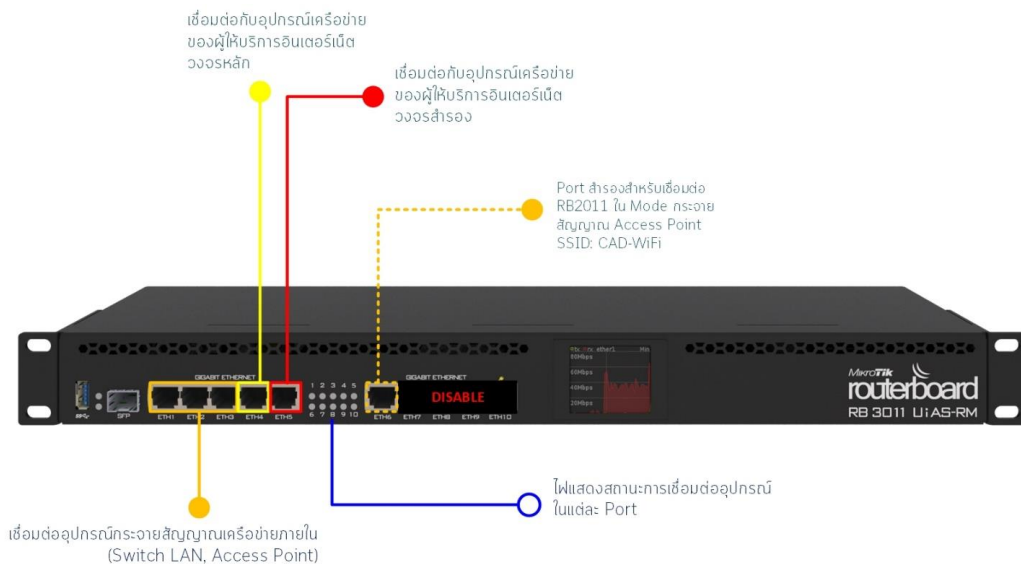 เชื่อมต่อกับอุปกรณ์เครือข่าย
ของผู้ให้บริการอินเตอร์เน็ต
วงจรหลัก
เชื่อมต่อกับอุปกรณ์เครือข่าย
ของผู้ให้บริการอินเตอร์เน็ต
วงจรสำรอง
Port สำรองสำหรับเชื่อมต่อ
RB2011 ใน Mode กระจาย
สัญญาณ Access Point
SSID: CAD-WiFi
GIGABIT ETHERNET
SFP ETH1 ETH2 ETH3 ETH4 ETH5
1 2 3 4 5
6 7 8 9 10
GIGABIT ETHERNET
DISABLE
ETH6 ETH7 ETH8 ETH9 ETH10
ether1
80Mbps
60Mbps
40Mbps
20Mbps
MikroTik
routerboard
RB 3011 UiAS-RM
ไฟแสดงสถานะการเชื่อมต่ออุปกรณ์
ในแต่ละ Port
เชื่อมต่ออุปกรณ์กระจายสัญญาณเครือข่ายภายใน
(Switch LAN, Access Point)